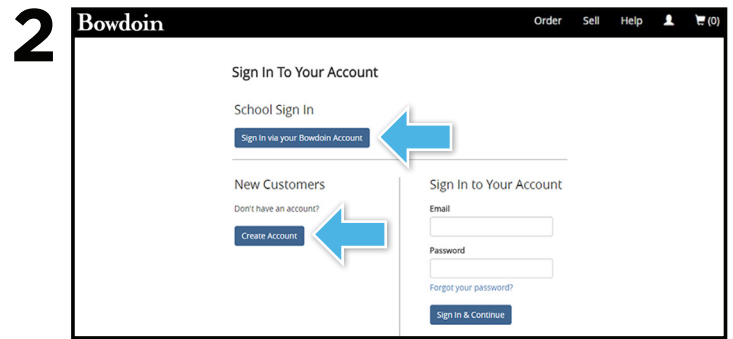 2
Bowdoin
Order Sell Help (0)
Sign In To Your Account
School Sign In
Sign In via your Bowdoin Account
New Customers
Don't have an account?
Create Account
Sign In to Your Account
Email
Password
Forgot your password?
Sign In & Continue